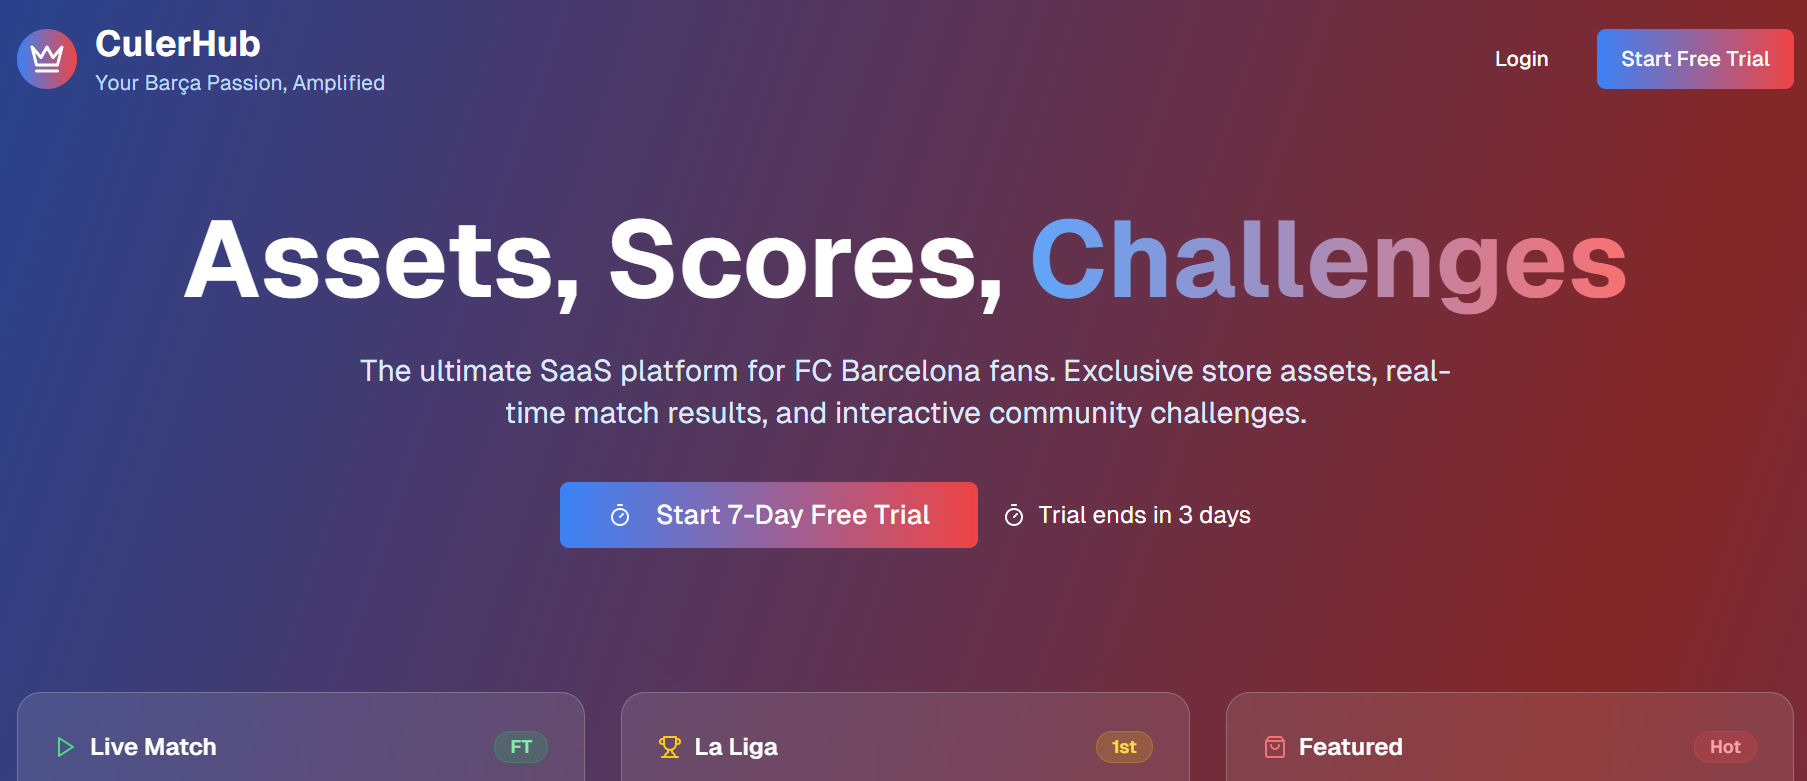 CulerHub
Your Barça Passion, Amplified
Login
Start Free Trial
Assets, Scores, Challenges
The ultimate SaaS platform for FC Barcelona fans. Exclusive store assets, real-
time match results, and interactive community challenges.
Start 7-Day Free Trial
Trial ends in 3 days
Live Match
FT
La Liga
1st
Featured
Hot